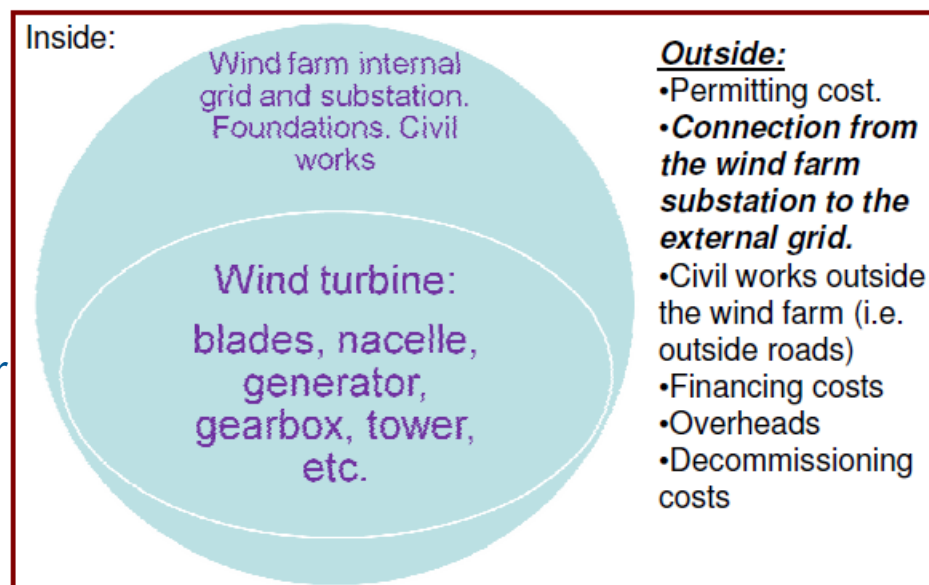 Inside:
Wind farm internal
grid and substation.
Foundations. Civil
works
Wind turbine:
blades, nacelle,
generator,
gearbox, tower,
etc.
Outside:
•Permitting cost.
•Connection from
the wind farm
substation to the
external grid.
•Civil works outside
the wind farm (i.e.
outside roads)
•Financing costs
•Overheads
•Decommissioning
costs